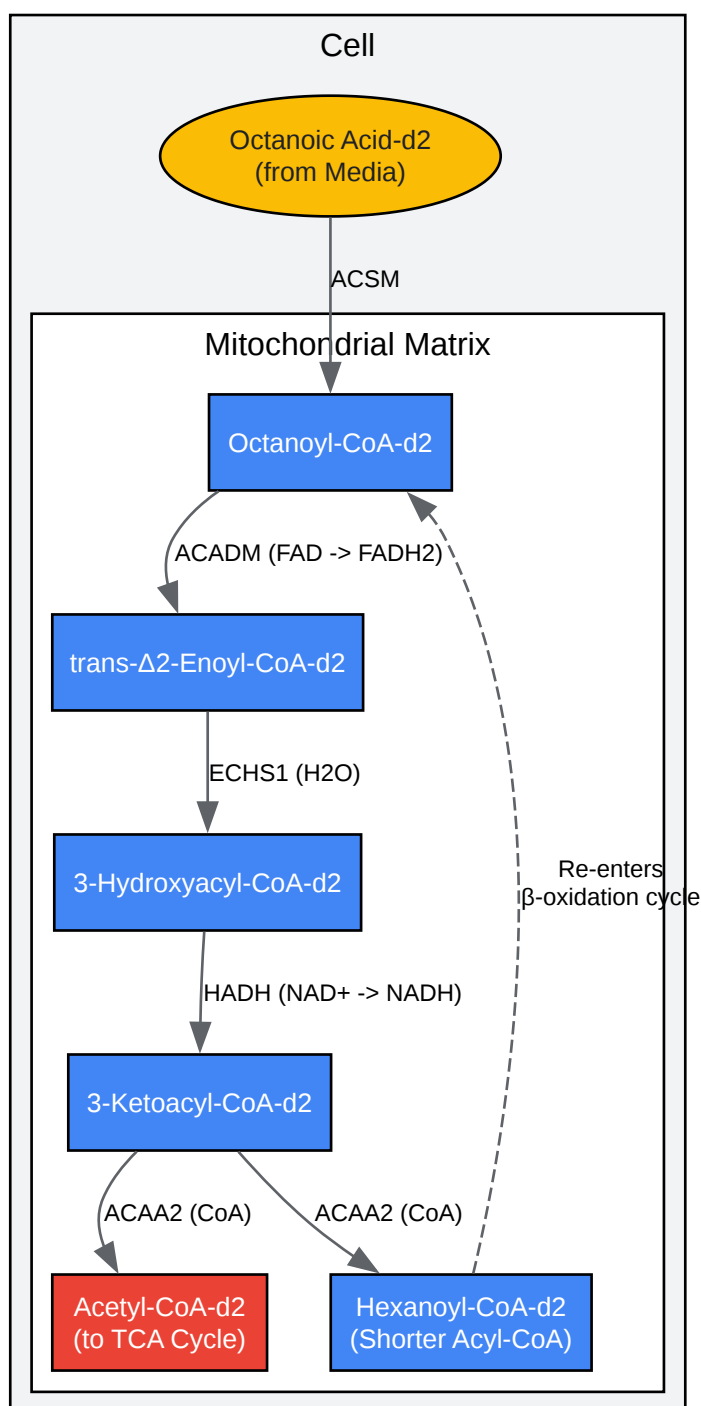 Cell
Octanoic Acid-d2
(from Media)
ACSM
Mitochondrial Matrix
Octanoyl-CoA-d2
ACADM (FAD -> FADH2)
trans-Δ2-Enoyl-CoA-d2
ECHS1 (H2O)
3-Hydroxyacyl-CoA-d2
Re-enters
β-oxidation cycle
HADH (NAD+ -> NADH)
3-Ketoacyl-CoA-d2
ACAA2 (CoA)
ACAA2 (CoA)
Acetyl-CoA-d2
(to TCA Cycle)
Hexanoyl-CoA-d2
(Shorter Acyl-CoA)